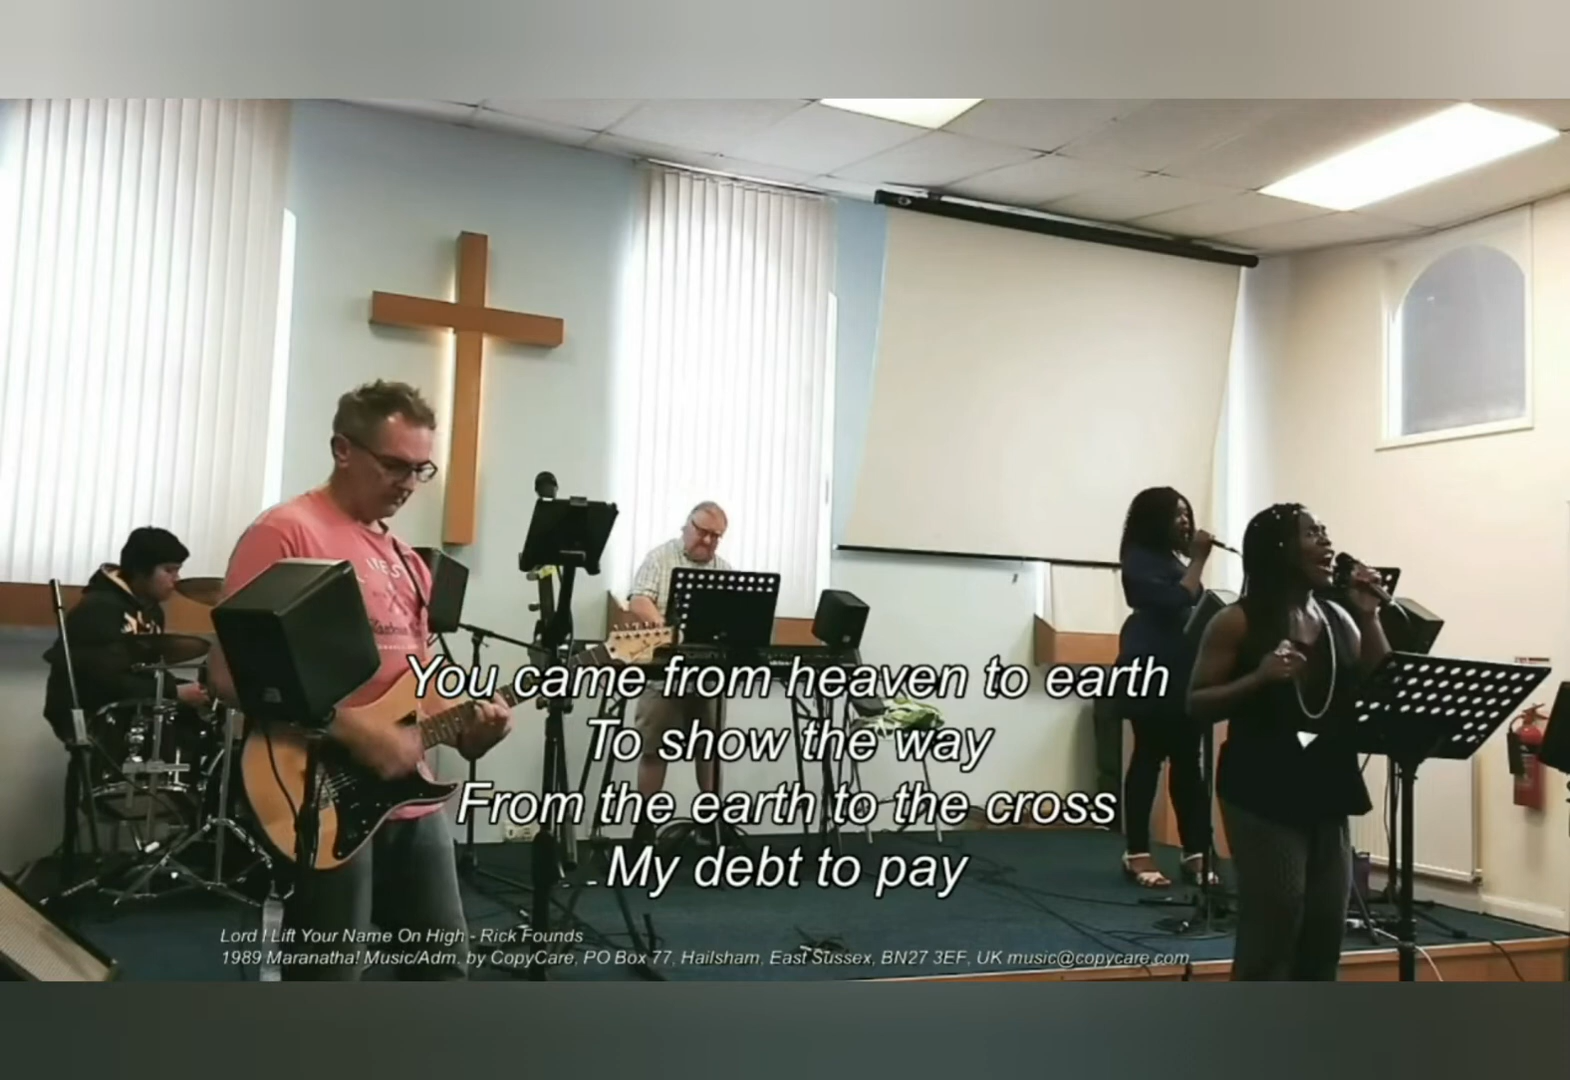 You came from heaven to earth
To show the way
From the earth to the cross
My debt to pay
Lord I Lift Your Name On High - Rick Founds
1989 Maranatha! Music/Adm. by CopyCare, PO Box 77, Hailsham, East Sussex, BN27 3EF, UK music@copycare.com